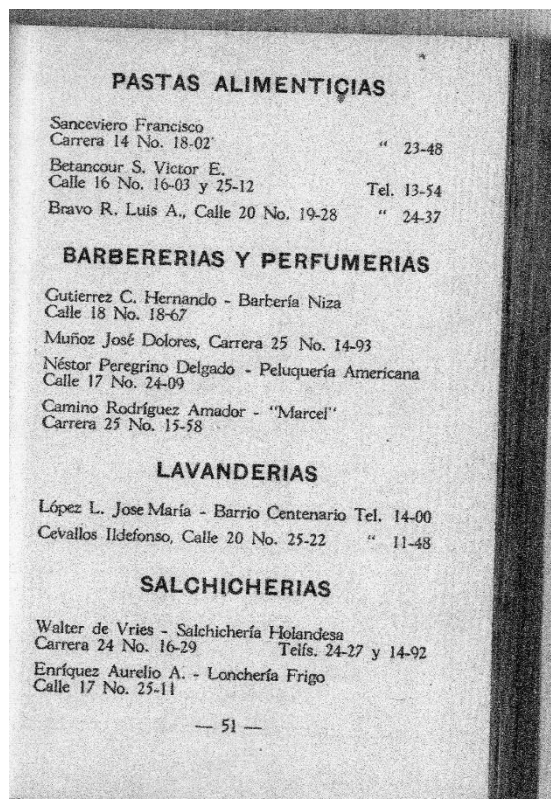 PASTAS ALIMENTICIAS
Sanceviero Francisco
Carrera 14 No. 18-02 “ 23-48
Betancour S. Victor E.
Calle 16 No. 16-03 y 25-12 Tel. 13-54
Bravo R. Luis A., Calle 20 No. 19-28 “ 24-37
BARBERERIAS Y PERFUMERIAS
Gutierrez C. Hernando - Barbería Niza
Calle 18 No. 18-67
Muñoz José Dolores, Carrera 25 No. 14-93
Néstor Peregrino Delgado - Peluquería Americana
Calle 17 No. 24-09
Camino Rodríguez Amador - "Marcel"
Carrera 25 No. 15-58
LAVANDERIAS
López L. Jose María - Barrio Centenario Tel. 14-00
Cevallos Ildefonso, Calle 20 No. 25-22 “ 11-48
SALCHICHERIAS
Walter de Vries - Salchichería Holandesa
Carrera 24 No. 16-29 Telfs. 24-27 y 14-92
Enríquez Aurelio A. - Lonchería Frigo
Calle 17 No. 25-11
— 51 —